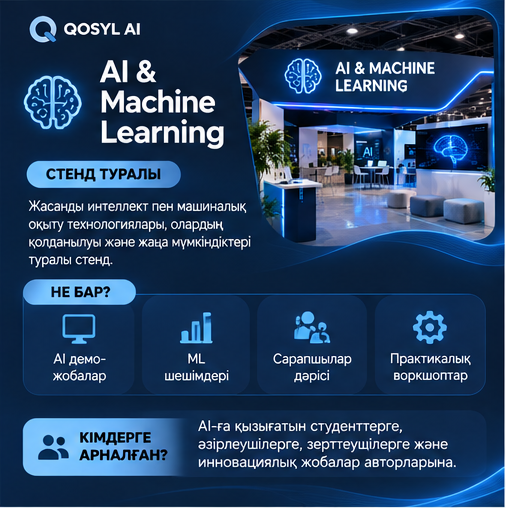 QOSYL AI
AI &
Machine
Learning
СТЕНД ТУРАЛЫ
Жасанды интеллект пен машиналық
оқыту технологиялары, олардың
қолданылуы және жаңа мүмкіндіктері
туралы стенд.
AI & MACHINE
LEARNING
AI
НЕ БАР?
AI демо-
жобалар
ML
шешімдері
Сарапшылар
дәрісі
Практикалық
воркшоптар
КІМДЕРГЕ
АРНАЛҒАН?
AI-ға қызығатын студенттерге,
әзірлеушілерге, зерттеущілерге және
инновациялық жобалар авторларына.